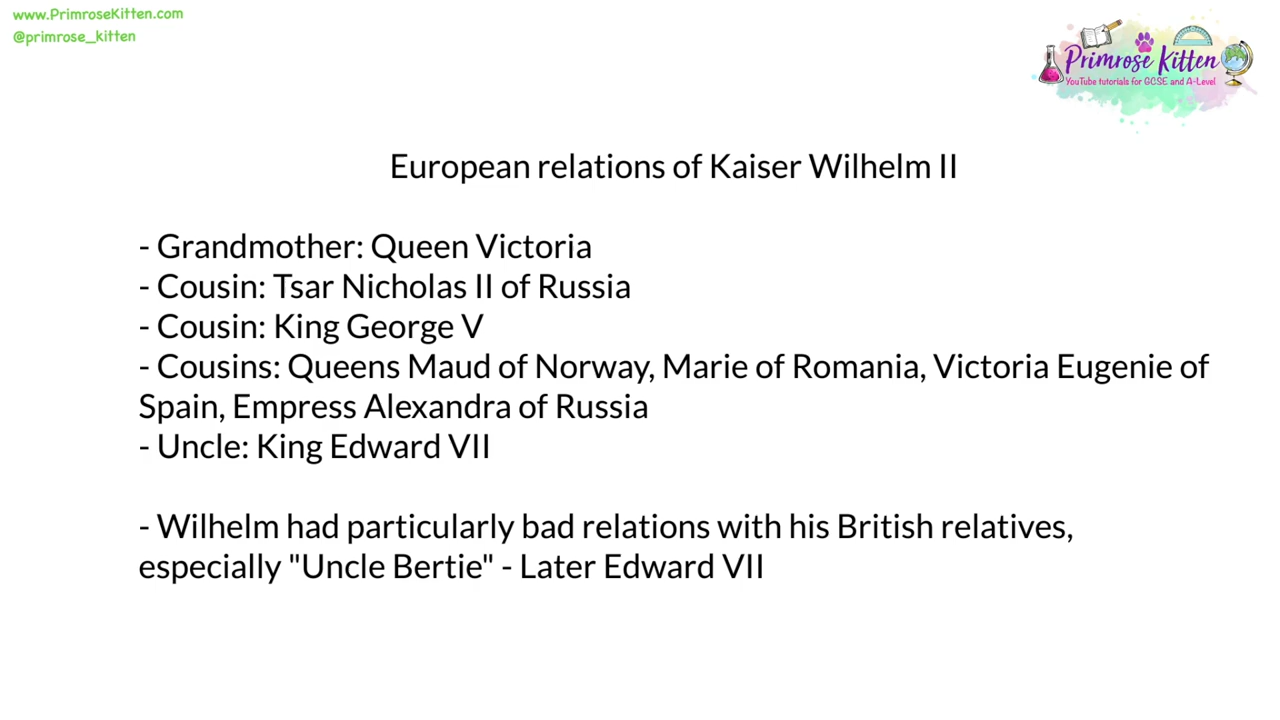 www.PrimroseKitten.com
@primrose_kitten
Primrose Kitten
YouTube tutorials for GCSE and A-Level
European relations of Kaiser Wilhelm II
- Grandmother: Queen Victoria
- Cousin: Tsar Nicholas II of Russia
- Cousin: King George V
- Cousins: Queens Maud of Norway, Marie of Romania, Victoria Eugenie of
Spain, Empress Alexandra of Russia
- Uncle: King Edward VII
- Wilhelm had particularly bad relations with his British relatives,
especially "Uncle Bertie" - Later Edward VII